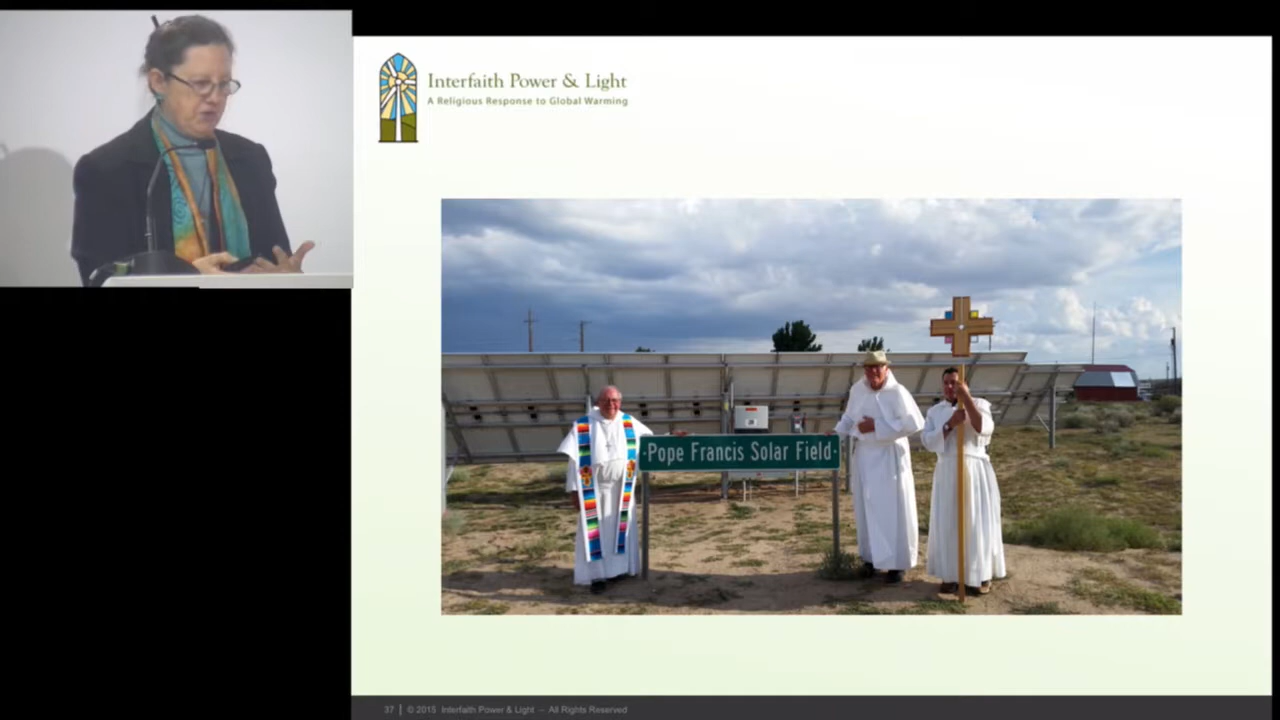 Interfaith Power & Light
A Religious Response to Global Warming
·Pope Francis Solar Field·
37 | © 2015 Interfaith Power & Light -- All Rights Reserved